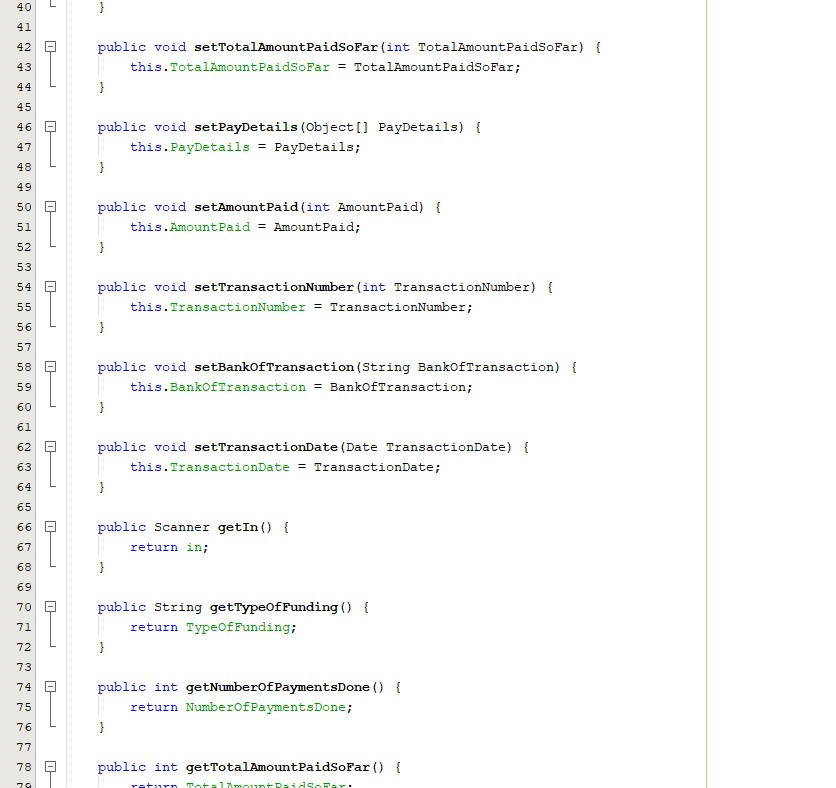 40 }
41
42 public void setTotalAmountPaidSoFar(int TotalAmountPaidSoFar) {
43 this.TotalAmountPaidSoFar = TotalAmountPaidSoFar;
44 }
45
46 public void setPayDetails(Object[] PayDetails) {
47 this.PayDetails = PayDetails;
48 }
49
50 public void setAmountPaid(int AmountPaid) {
51 this.AmountPaid = AmountPaid;
52 }
53
54 public void setTransactionNumber(int TransactionNumber) {
55 this.TransactionNumber = TransactionNumber;
56 }
57
58 public void setBankOfTransaction(String BankOfTransaction) {
59 this.BankOfTransaction = BankOfTransaction;
60 }
61
62 public void setTransactionDate(Date TransactionDate) {
63 this.TransactionDate = TransactionDate;
64 }
65
66 public Scanner getIn() {
67 return in;
68 }
69
70 public String getTypeOfFunding() {
71 return TypeOfFunding;
72 }
73
74 public int getNumberOfPaymentsDone() {
75 return NumberOfPaymentsDone;
76 }
77
78 public int getTotalAmountPaidSoFar() {
79 return TotalAmountPaidSoFar;